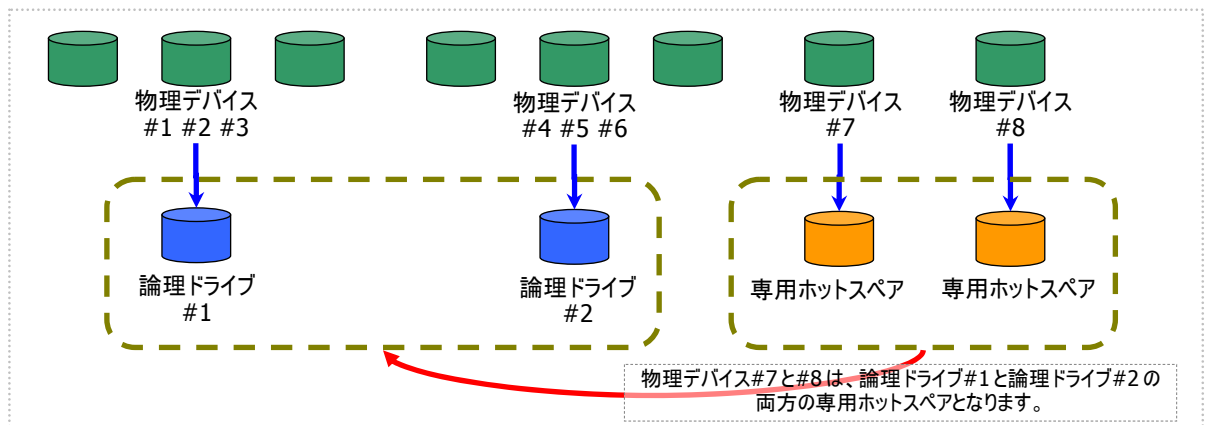 物理デバイス
#1 #2 #3
物理デバイス
#4 #5 #6
物理デバイス
#7
物理デバイス
#8
論理ドライブ
#1
論理ドライブ
#2
専用ホットスペア
専用ホットスペア
物理デバイス#7と#8は、論理ドライブ#1と論理ドライブ#2の
両方の専用ホットスペアとなります。